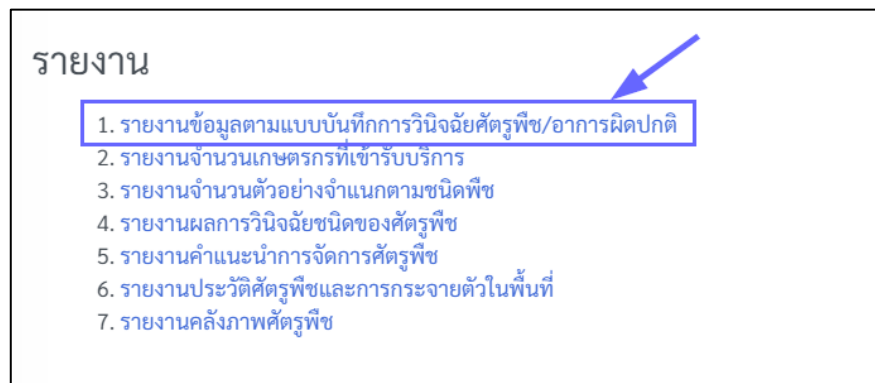 รายงาน
1. รายงานข้อมูลตามแบบบันทึกการวินิจฉัยศัตรูพืช/อาการผิดปกติ
2. รายงานจำนวนเกษตรกรที่เข้ารับบริการ
3. รายงานจำนวนตัวอย่างจำแนกตามชนิดพืช
4. รายงานผลการวินิจฉัยชนิดของศัตรูพืช
5. รายงานคำแนะนำการจัดการศัตรูพืช
6. รายงานประวัติศัตรูพืชและการกระจายตัวในพื้นที่
7. รายงานคลังภาพศัตรูพืช